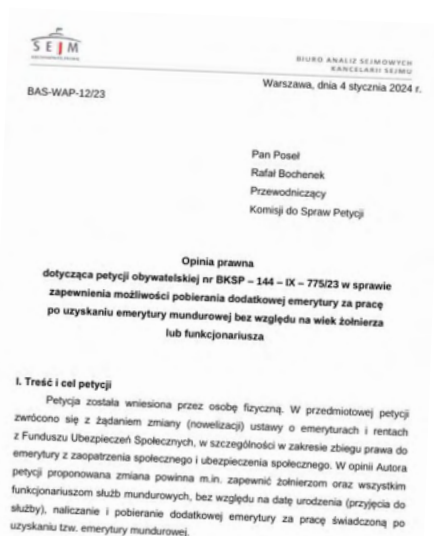 SEJM
BIURO ANALIZ SEJMOWYCH
KANCELARII SEJMU
Warszawa, dnia 4 stycznia 2024 r.
BAS-WAP-12/23
Pan Poseł
Rafał Bochenek
Przewodniczący
Komisji do Spraw Petycji
Opinia prawna
dotycząca petycji obywatelskiej nr BKSP – 144 – IX – 775/23 w sprawie
zapewnienia możliwości pobierania dodatkowej emerytury za pracę
po uzyskaniu emerytury mundurowej bez względu na wiek żołnierza
lub funkcjonariusza
I. Treść i cel petycji
Petycja została wniesiona przez osobę fizyczną. W przedmiotowej petycji
zwrócono się z żądaniem zmiany (nowelizacji) ustawy o emeryturach i rentach
z Funduszu Ubezpieczeń Społecznych, w szczególności w zakresie zbiegu prawa do
emerytury z zaopatrzenia społecznego i ubezpieczenia społecznego. W opinii Autora
petycji proponowana zmiana powinna m.in. zapewnić żołnierzom oraz wszystkim
funkcjonariuszom służb mundurowych, bez względu na datę urodzenia (przyjęcia do
służby), naliczanie i pobieranie dodatkowej emerytury za pracę świadczoną po
uzyskaniu tzw. emerytury mundurowej.